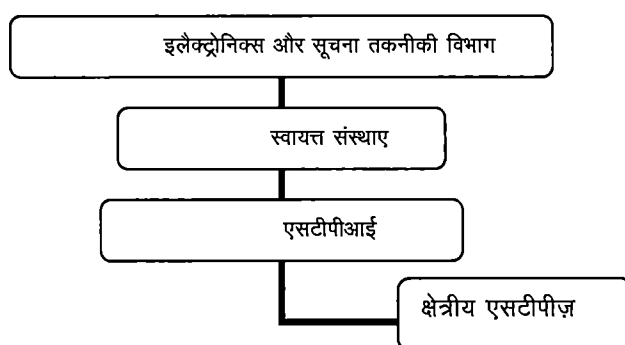 इलैक्ट्रोनिक्स और सूचना तकनीकी विभाग
स्वायत्त संस्थाए
एसटीपीआई
क्षेत्रीय एसटीपीज़